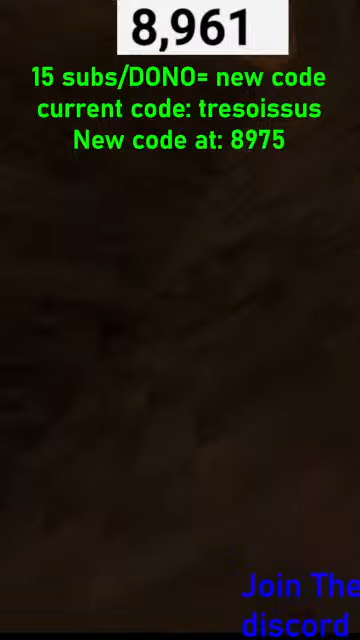 8,961
15 subs/DONO= new code
current code: tresoissus
New code at: 8975
Join The
discord